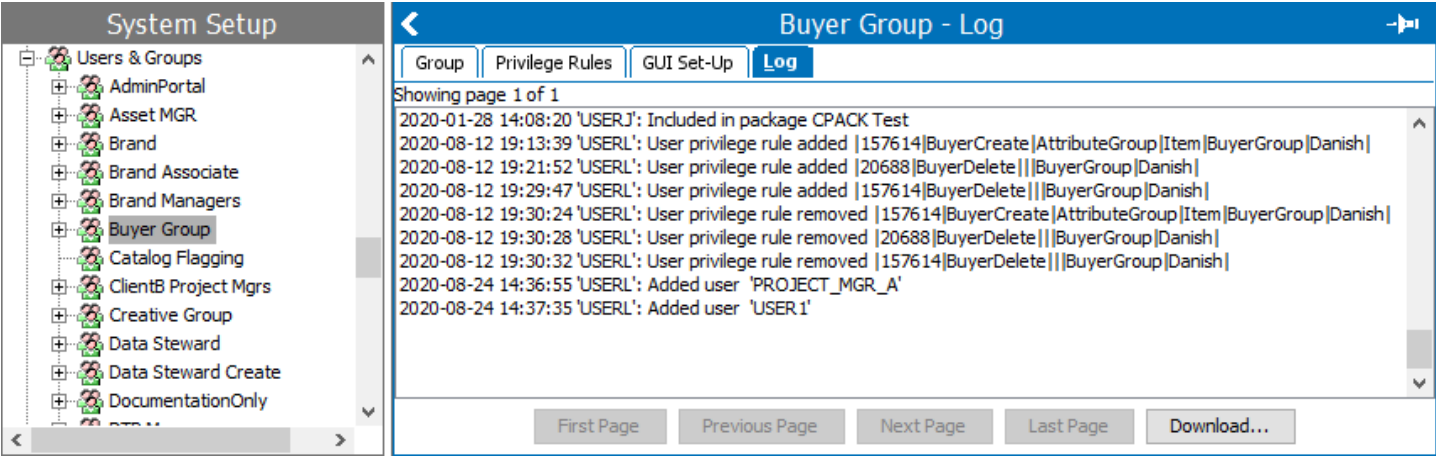 System Setup
Users & Groups
AdminPortal
Asset MGR
Brand
Brand Associate
Brand Managers
Buyer Group
Catalog Flagging
ClientB Project Mgrs
Creative Group
Data Steward
Data Steward Create
DocumentationOnly
Buyer Group - Log
Group Privilege Rules GUI Set-Up Log
Showing page 1 of 1
2020-01-28 14:08:20 'USERJ': Included in package CPACK Test
2020-08-12 19:13:39 'USERL': User privilege rule added |157614|BuyerCreate|AttributeGroup|Item|BuyerGroup|Danish|
2020-08-12 19:21:52 'USERL': User privilege rule added |20688|BuyerDelete|||BuyerGroup|Danish|
2020-08-12 19:29:47 'USERL': User privilege rule added |157614|BuyerDelete|||BuyerGroup|Danish|
2020-08-12 19:30:24 'USERL': User privilege rule removed |157614|BuyerCreate|AttributeGroup|Item|BuyerGroup|Danish|
2020-08-12 19:30:28 'USERL': User privilege rule removed |20688|BuyerDelete|||BuyerGroup|Danish|
2020-08-12 19:30:32 'USERL': User privilege rule removed |157614|BuyerDelete|||BuyerGroup|Danish|
2020-08-24 14:36:55 'USERL': Added user 'PROJECT_MGR_A'
2020-08-24 14:37:35 'USERL': Added user 'USER1'
First Page Previous Page Next Page Last Page Download...